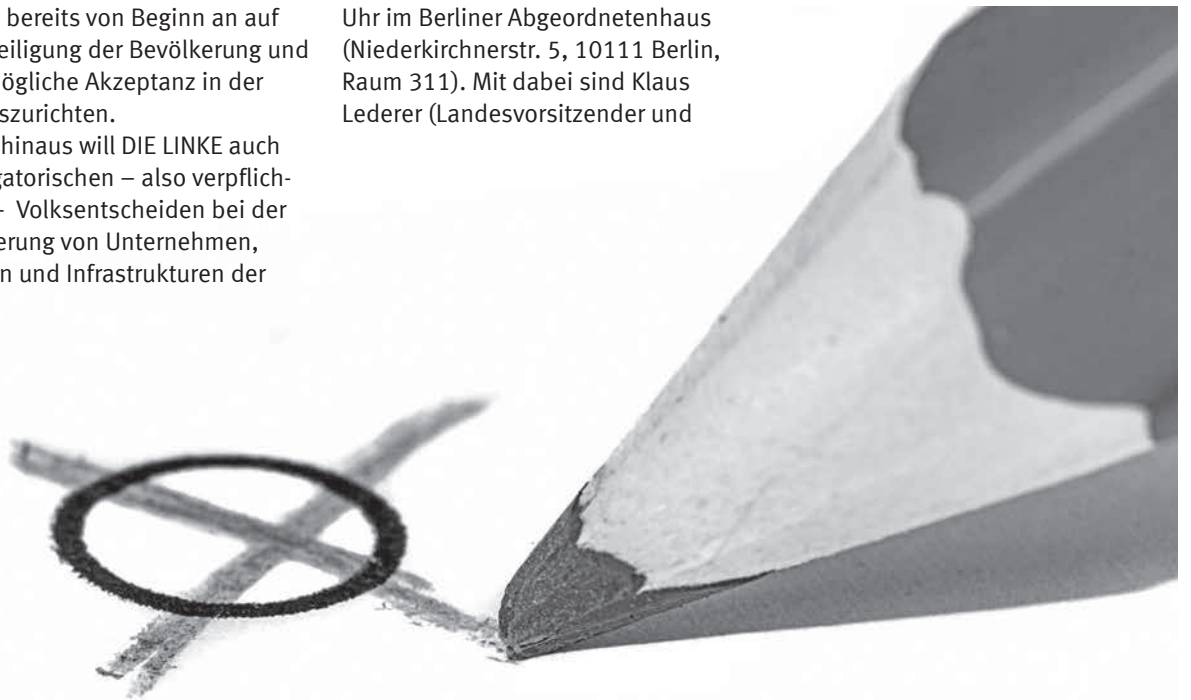 bereits von Beginn an auf
eiligung der Bevölkerung und
ögliche Akzeptanz in der
szurichten.
hinaus will DIE LINKE auch
gatorischen – also verpflich-
– Volksentscheiden bei der
erung von Unternehmen,
n und Infrastrukturen der
Uhr im Berliner Abgeordnetenhaus
(Niederkirchnerstr. 5, 10111 Berlin,
Raum 311). Mit dabei sind Klaus
Lederer (Landesvorsitzender und